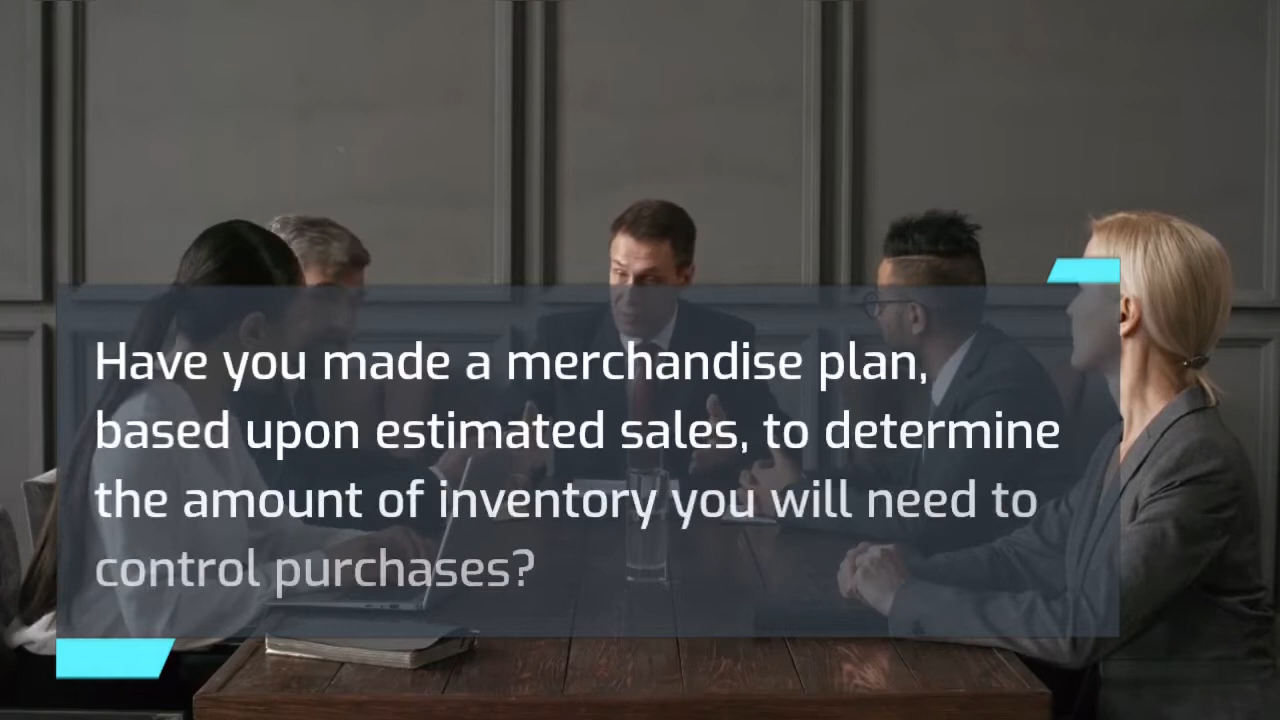 Have you made a merchandise plan,
based upon estimated sales, to determine
the amount of inventory you will need to
control purchases?